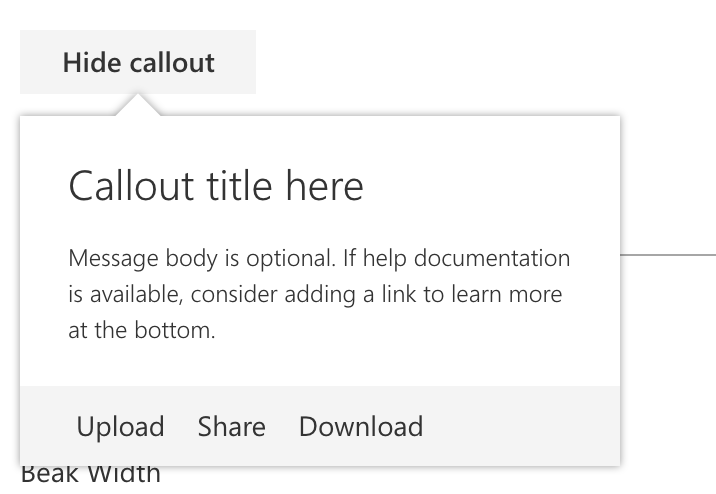 Hide callout
Callout title here
Message body is optional. If help documentation
is available, consider adding a link to learn more
at the bottom.
Upload Share Download
Beak Width